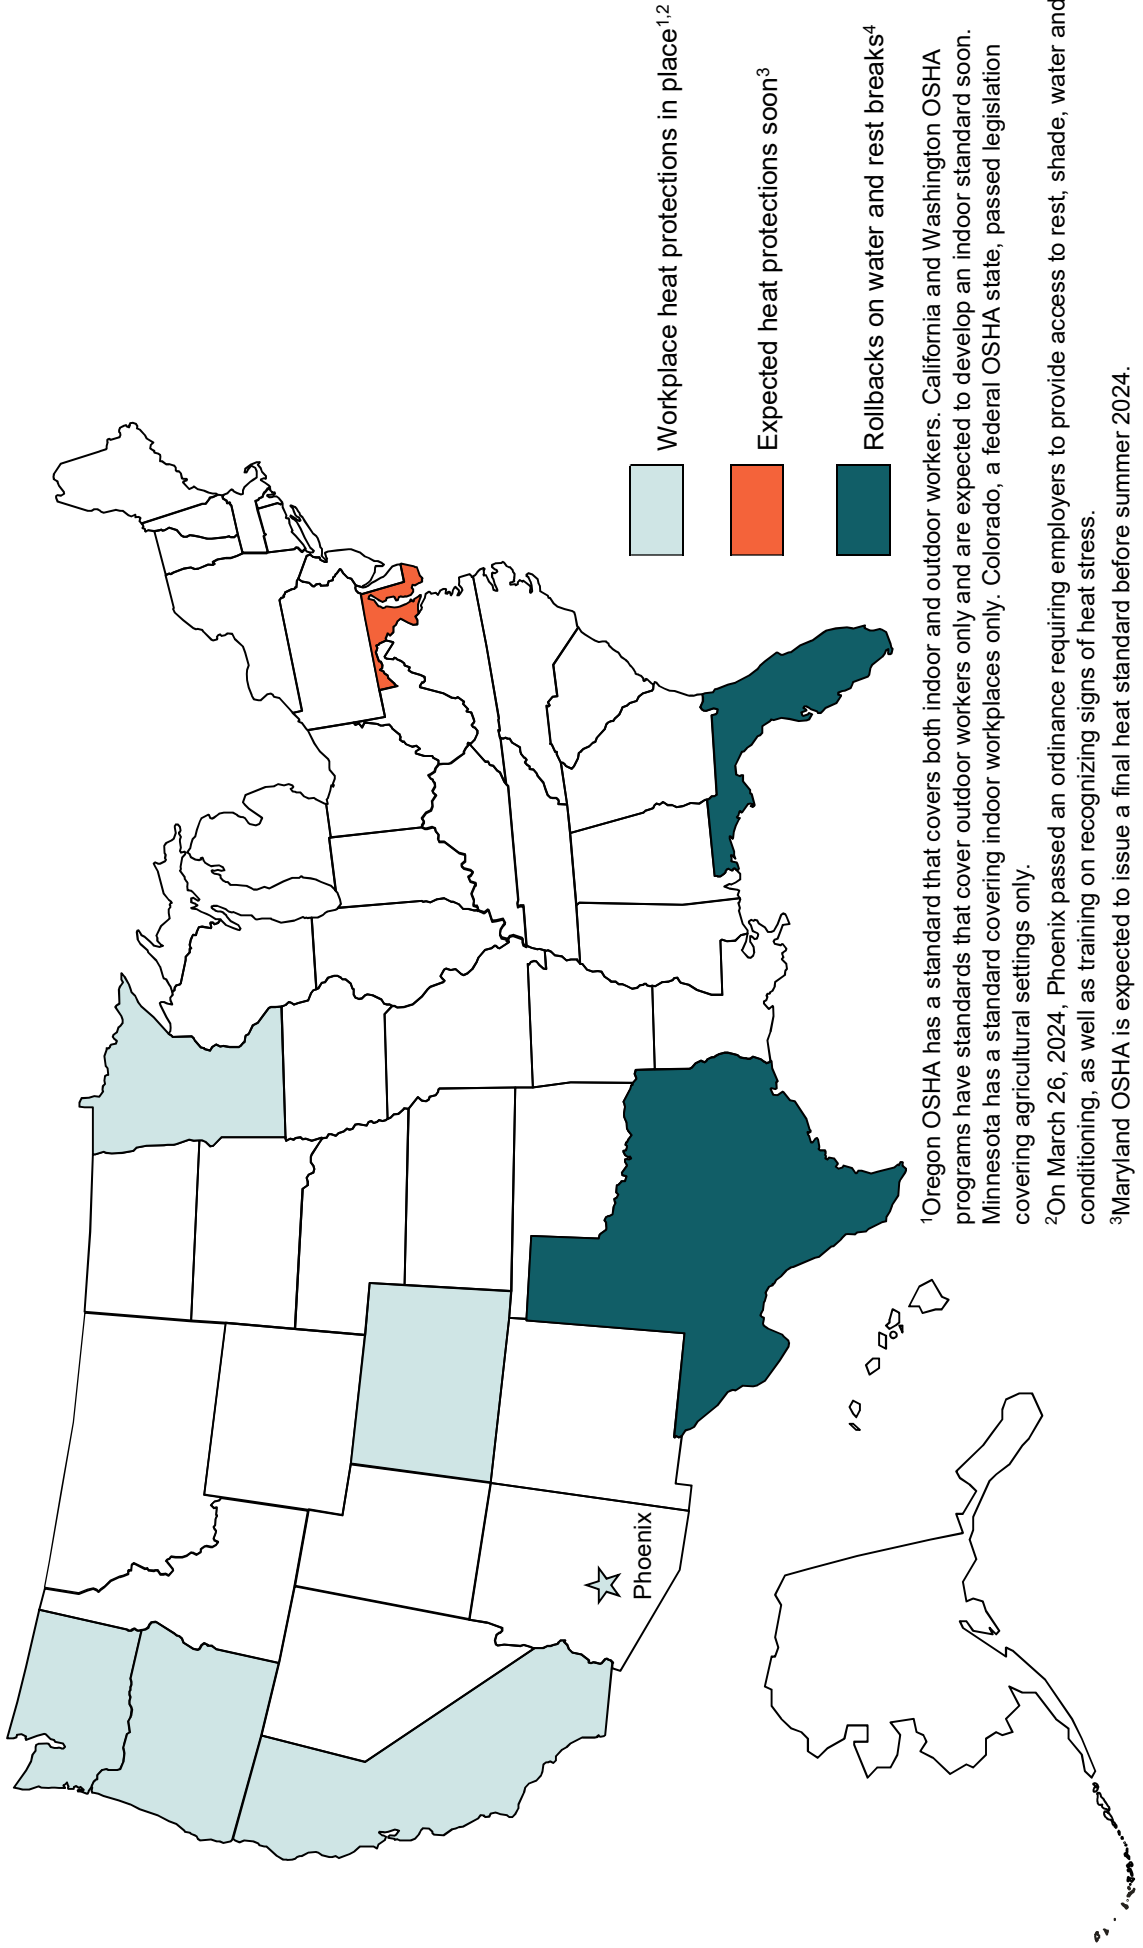 Phoenix
Workplace heat protections in place1,2
Expected heat protections soon3
Rollbacks on water and rest breaks4
1Oregon OSHA has a standard that covers both indoor and outdoor workers. California and Washington OSHA
programs have standards that cover outdoor workers only and are expected to develop an indoor standard soon.
Minnesota has a standard covering indoor workplaces only. Colorado, a federal OSHA state, passed legislation
covering agricultural settings only.
2On March 26, 2024, Phoenix passed an ordinance requiring employers to provide access to rest, shade, water and
conditioning, as well as training on recognizing signs of heat stress.
3Maryland OSHA is expected to issue a final heat standard before summer 2024.